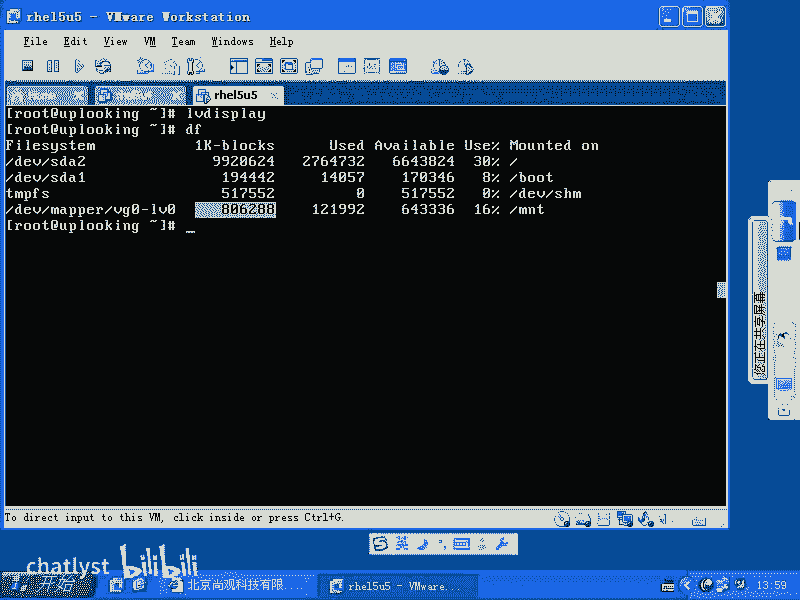 rhel5u5 - VMware Workstation
File Edit View VM Team Windows Help
rhel5u5
[root@uplooking ~]# lvdisplay
[root@uplooking ~]# df
Filesystem 1K-blocks Used Available Use% Mounted on
/dev/sda2 9920624 2764732 6643824 30% /
/dev/sda1 194442 14057 170346 8% /boot
tmpfs 517552 0 517552 0% /dev/shm
/dev/mapper/vg0-lv0 806288 121992 643336 16% /mnt
[root@uplooking ~]# _
您正在共享屏幕
To direct input to this VM, click inside or press Ctrl+G.
英
chatlyst bilibili
开始
北京尚观科技有限...
rhel5u5 - VMware...
13:59